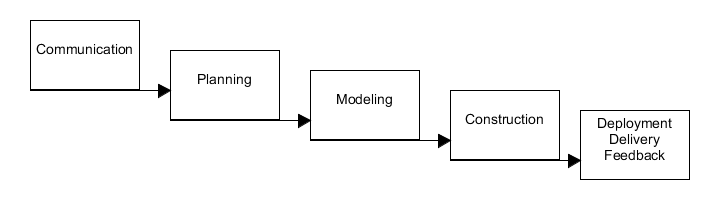 Communication
Planning
Modeling
Construction
Deployment
Delivery
Feedback